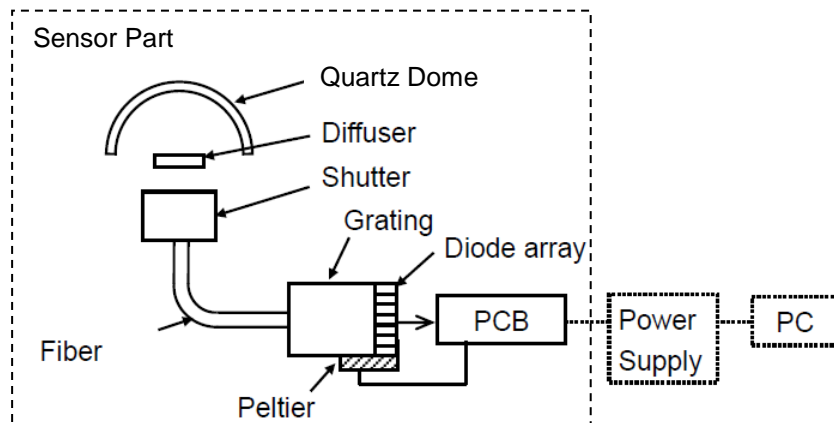 Sensor Part
Quartz Dome
Diffuser
Shutter
Grating
Diode array
PCB
Power
Supply
PC
Fiber
Peltier